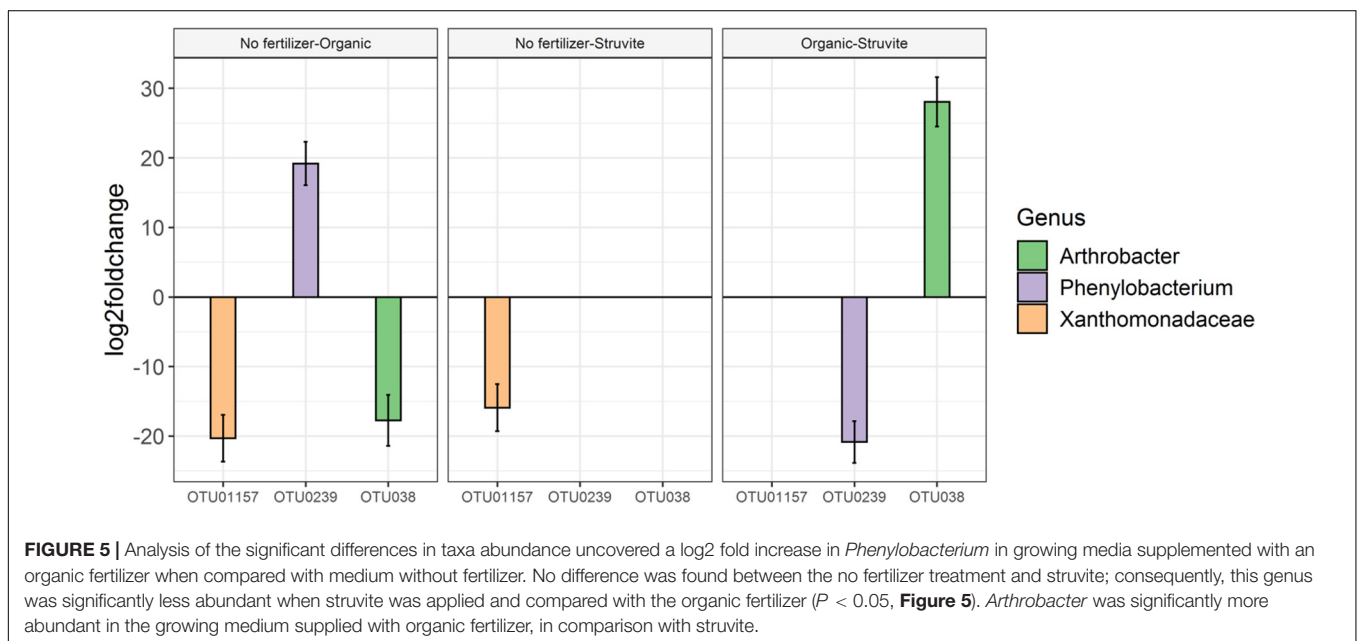 No fertilizer-Organic
No fertilizer-Struvite
Organic-Struvite
log2foldchange
30
20
10
0
-10
-20
OTU01157
OTU0239
OTU038
OTU01157
OTU0239
OTU038
OTU01157
OTU0239
OTU038
Genus
Arthrobacter
Phenylobacterium
Xanthomonadaceae
FIGURE 5 | Analysis of the significant differences in taxa abundance uncovered a log2 fold increase in Phenylobacterium in growing media supplemented with an
organic fertilizer when compared with medium without fertilizer. No difference was found between the no fertilizer treatment and struvite; consequently, this genus
was significantly less abundant when struvite was applied and compared with the organic fertilizer (P < 0.05, Figure 5). Arthrobacter was significantly more
abundant in the growing medium supplied with organic fertilizer, in comparison with struvite.